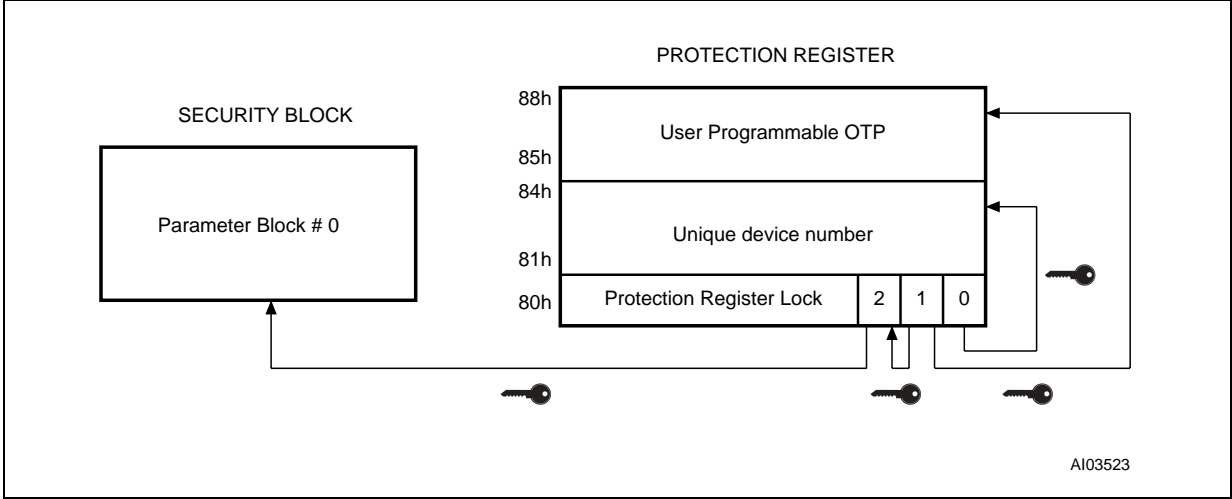 PROTECTION REGISTER
SECURITY BLOCK
88h
User Programmable OTP
85h
84h
Parameter Block # 0
Unique device number
81h
80h
Protection Register Lock 2 1 0
AI03523